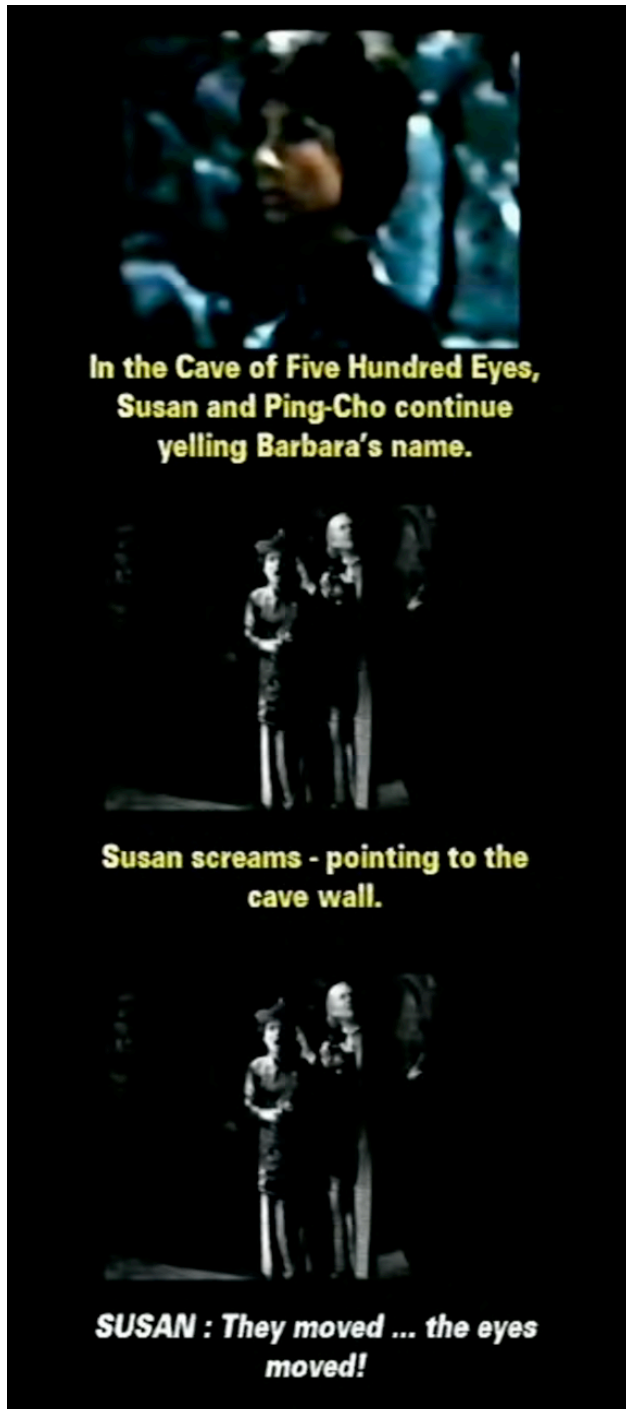 In the Cave of Five Hundred Eyes,
Susan and Ping-Cho continue
yelling Barbara's name.
Susan screams - pointing to the
cave wall.
SUSAN : They moved ... the eyes
moved!